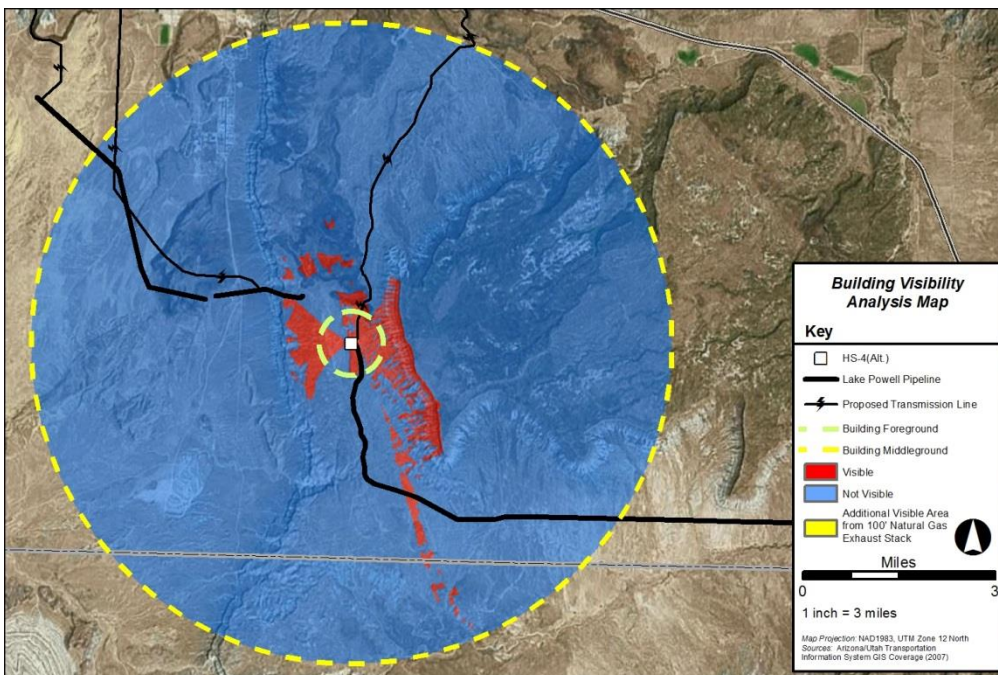 Building Visibility
Analysis Map
Key
HS-4(Alt.)
Lake Powell Pipeline
Proposed Transmission Line
Building Foreground
Building Middleground
Visible
Not Visible
Additional Visible Area
from 100' Natural Gas
Exhaust Stack
Miles
0 3
1 inch = 3 miles
Map Projection: NAD1983, UTM Zone 12 North
Sources: Arizona/Utah Transportation
Information System GIS Coverage (2007)